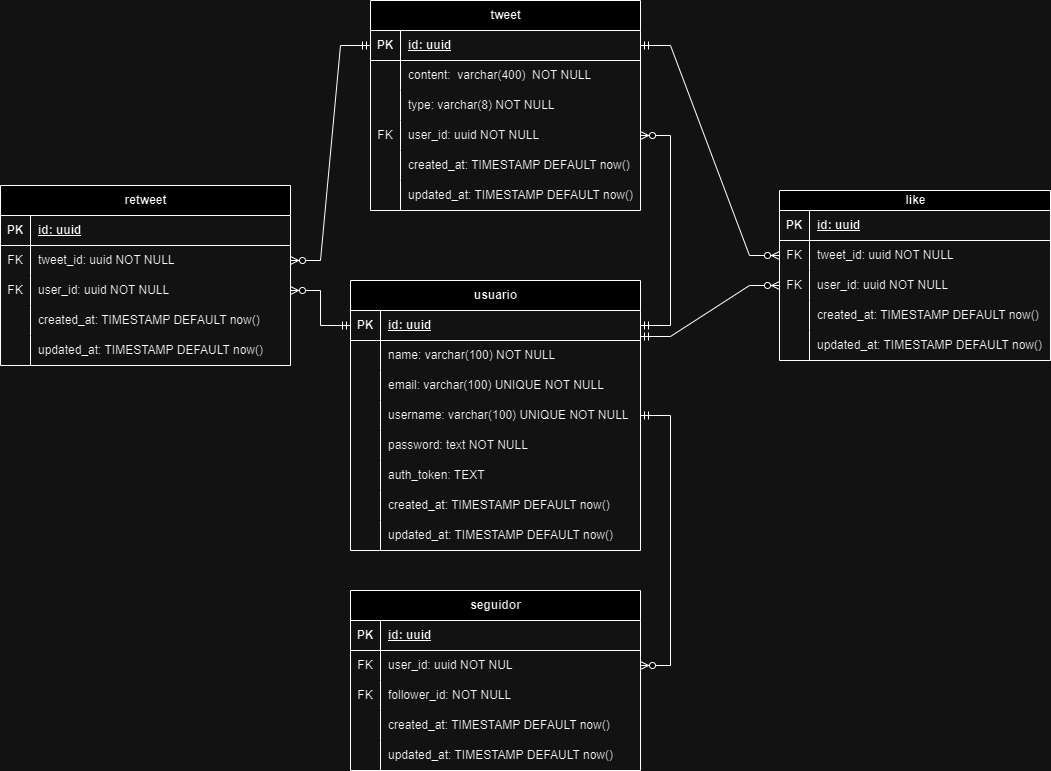 tweet
PK id: uuid
content:  varchar(400)  NOT NULL
type: varchar(8) NOT NULL
FK user_id: uuid NOT NULL
created_at: TIMESTAMP DEFAULT now()
updated_at: TIMESTAMP DEFAULT now()
retweet
PK id: uuid
FK tweet_id: uuid NOT NULL
FK user_id: uuid NOT NULL
created_at: TIMESTAMP DEFAULT now()
updated_at: TIMESTAMP DEFAULT now()
like
PK id: uuid
FK tweet_id: uuid NOT NULL
FK user_id: uuid NOT NULL
created_at: TIMESTAMP DEFAULT now()
updated_at: TIMESTAMP DEFAULT now()
usuario
PK id: uuid
name: varchar(100) NOT NULL
email: varchar(100) UNIQUE NOT NULL
username: varchar(100) UNIQUE NOT NULL
password: text NOT NULL
auth_token: TEXT
created_at: TIMESTAMP DEFAULT now()
updated_at: TIMESTAMP DEFAULT now()
seguidor
PK id: uuid
FK user_id: uuid NOT NUL
FK follower_id: NOT NULL
created_at: TIMESTAMP DEFAULT now()
updated_at: TIMESTAMP DEFAULT now()